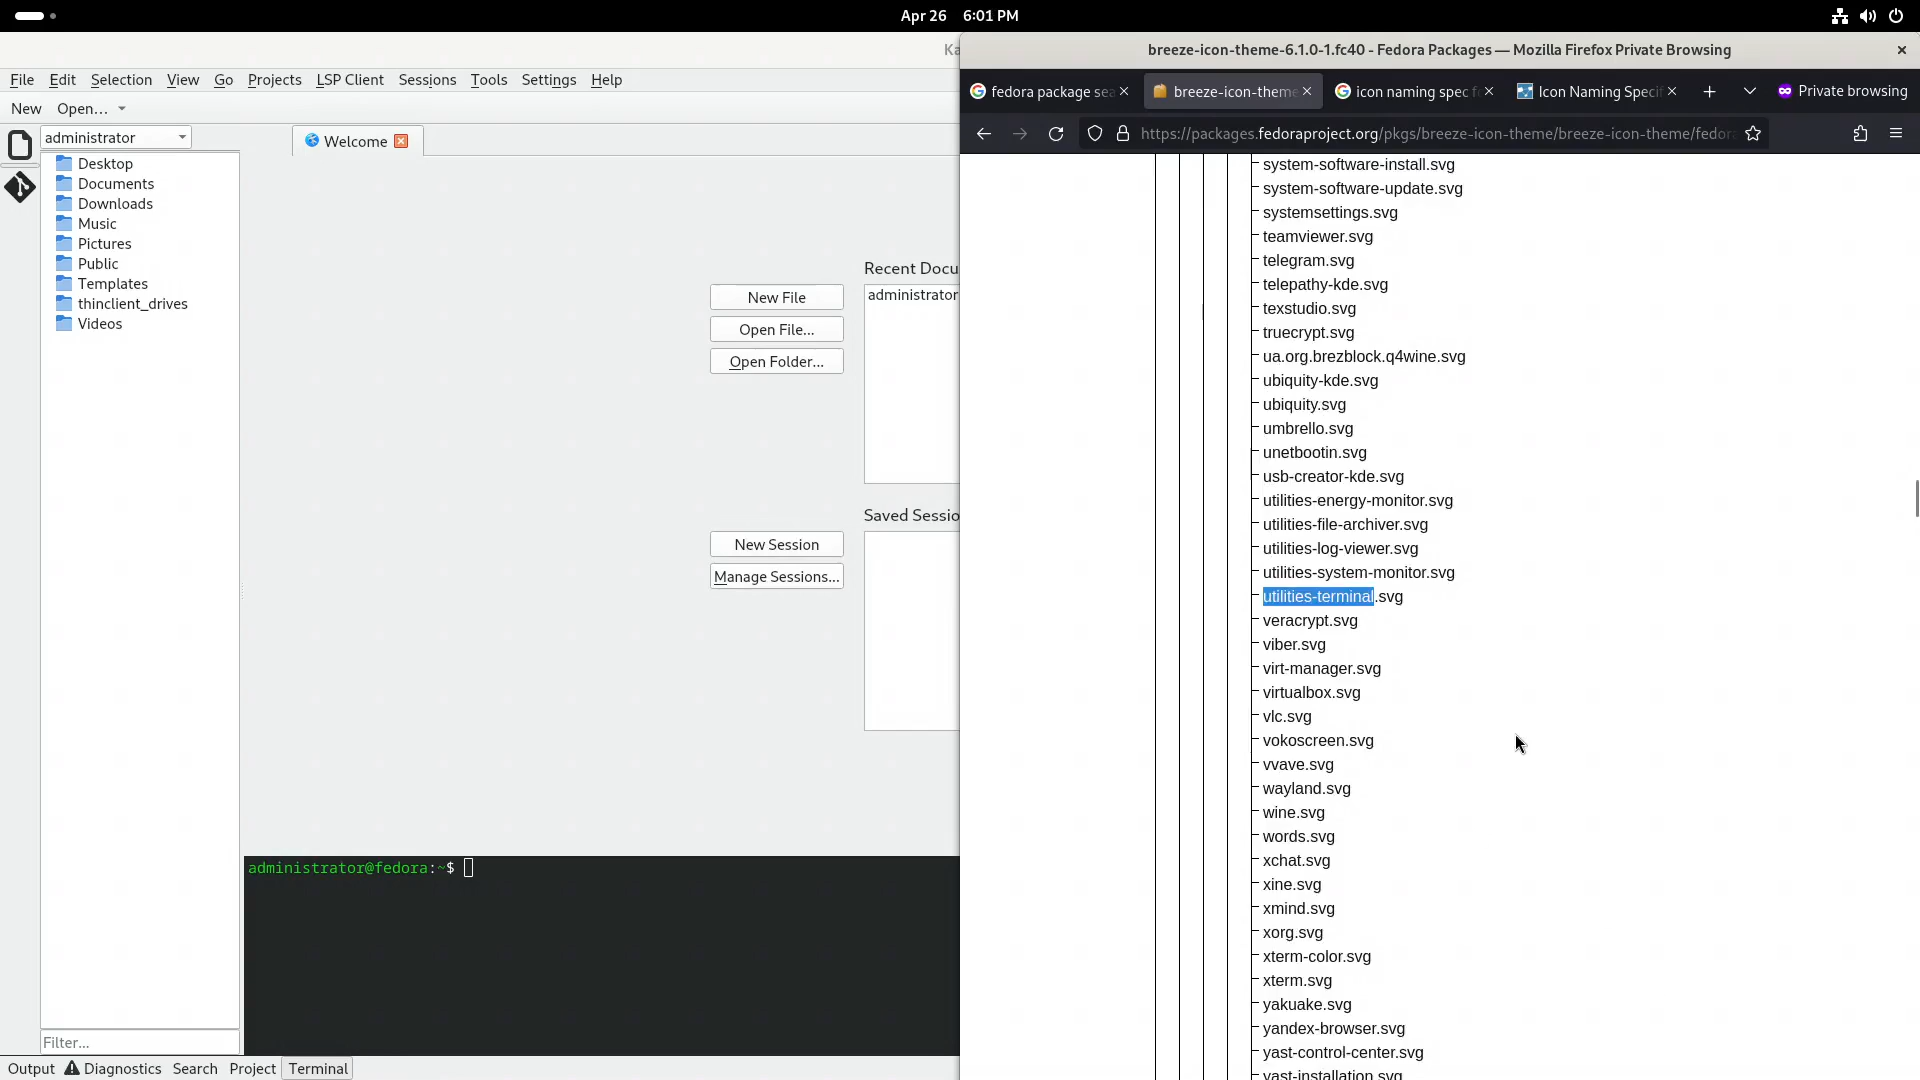 Apr 26 6:01 PM
Ka
File Edit Selection View Go Projects LSP Client Sessions Tools Settings Help
New Open...
administrator
Desktop
Documents
Downloads
Music
Pictures
Public
Templates
thinclient_drives
Videos
Filter...
Welcome
Recent Docu
New File
administrator
Open File...
Open Folder...
Saved Sessio
New Session
Manage Sessions...
administrator@fedora:~$
Output Diagnostics Search Project Terminal
breeze-icon-theme-6.1.0-1.fc40 - Fedora Packages — Mozilla Firefox Private Browsing
fedora package sea breeze-icon-theme icon naming spec f Icon Naming Specif Private browsing
https://packages.fedoraproject.org/pkgs/breeze-icon-theme/breeze-icon-theme/fedor
system-software-install.svg
system-software-update.svg
systemsettings.svg
teamviewer.svg
telegram.svg
telepathy-kde.svg
texstudio.svg
truecrypt.svg
ua.org.brezblock.q4wine.svg
ubiquity-kde.svg
ubiquity.svg
umbrello.svg
unetbootin.svg
usb-creator-kde.svg
utilities-energy-monitor.svg
utilities-file-archiver.svg
utilities-log-viewer.svg
utilities-system-monitor.svg
utilities-terminal.svg
veracrypt.svg
viber.svg
virt-manager.svg
virtualbox.svg
vlc.svg
vokoscreen.svg
vvave.svg
wayland.svg
wine.svg
words.svg
xchat.svg
xine.svg
xmind.svg
xorg.svg
xterm-color.svg
xterm.svg
yakuake.svg
yandex-browser.svg
yast-control-center.svg
yast-installation.svg